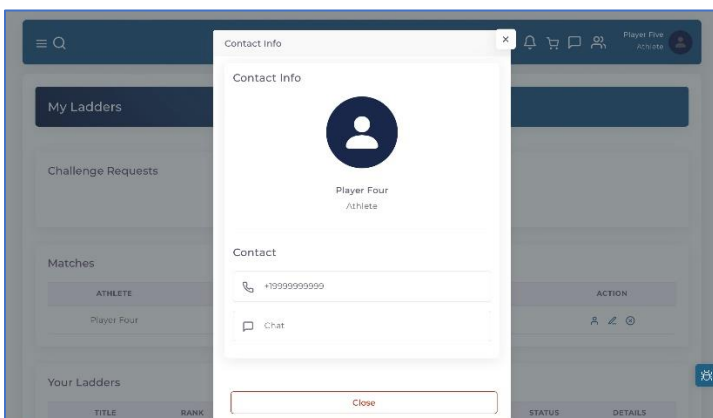 Player Five
Athlete
Contact Info
Contact Info
My Ladders
Player Four
Athlete
Challenge Requests
Contact
+19999999999
Chat
Matches
ATHLETE
ACTION
Player Four
Close
Your Ladders
TITLE RANK STATUS DETAILS